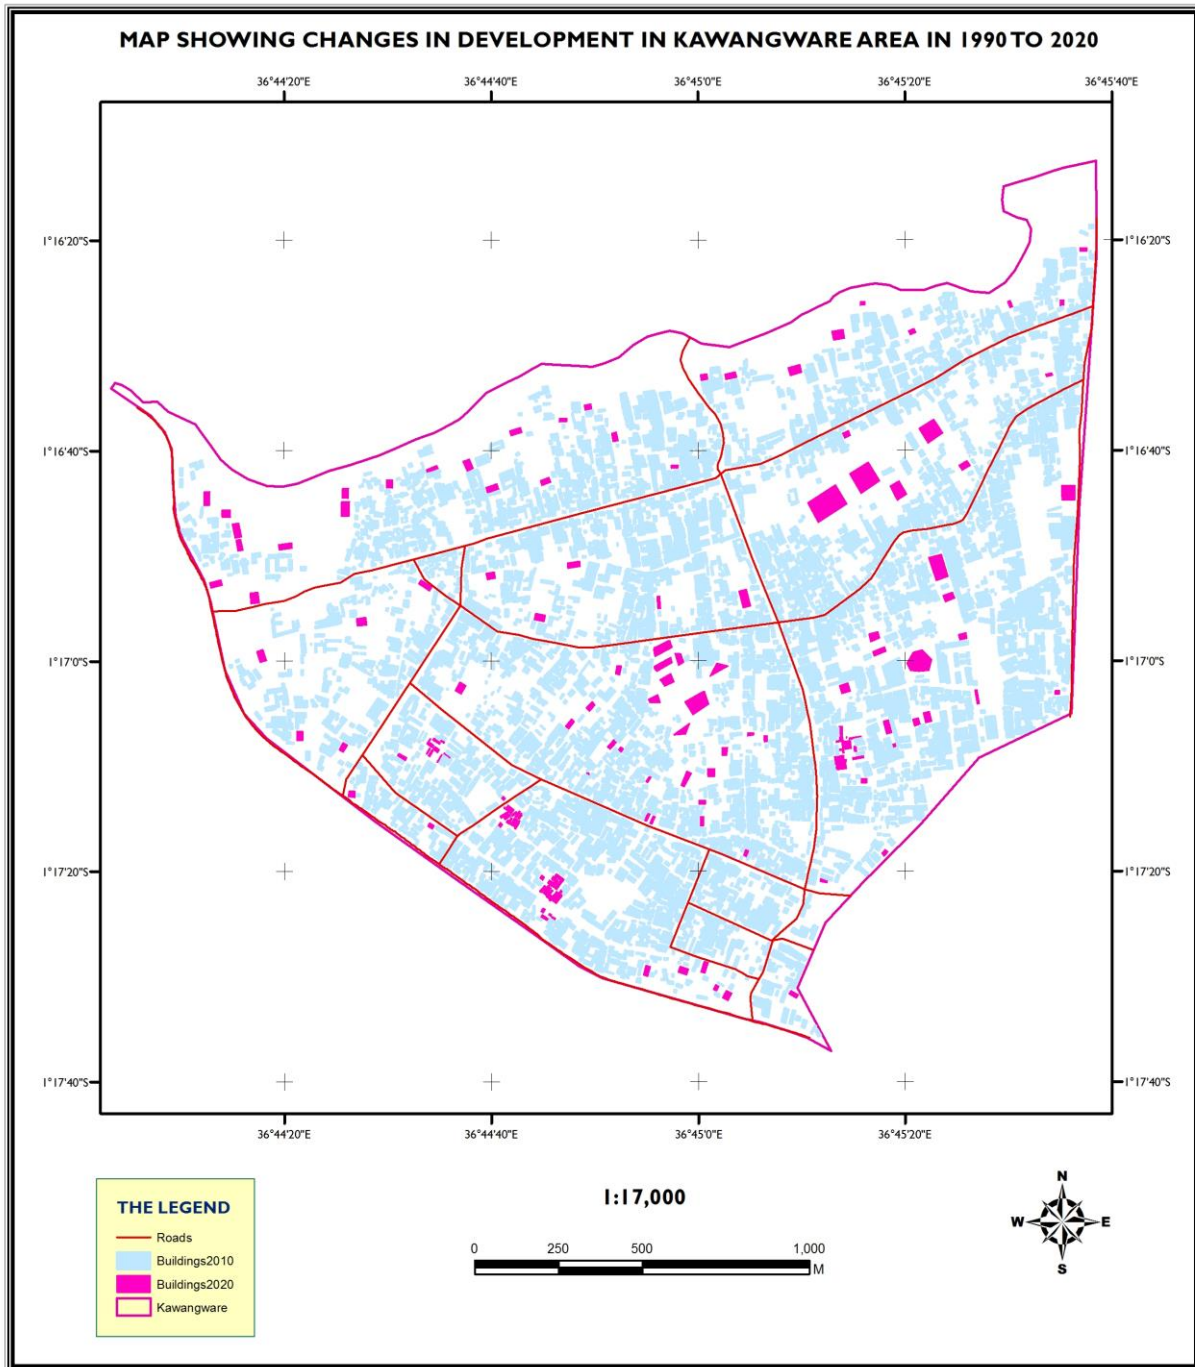 MAP SHOWING CHANGES IN DEVELOPMENT IN KAWANGWARE AREA IN 1990 TO 2020
36°44'20"E 36°44'40"E 36°45'0"E 36°45'20"E 36°45'40"E
1°16'20"S 1°16'20"S
1°16'40"S 1°16'40"S
1°17'0"S 1°17'0"S
1°17'20"S 1°17'20"S
1°17'40"S 1°17'40"S
36°44'20"E 36°44'40"E 36°45'0"E 36°45'20"E
THE LEGEND
Roads
Buildings2010
Buildings2020
Kawangware
1:17,000
0 250 500 1,000
M
N
W E
S